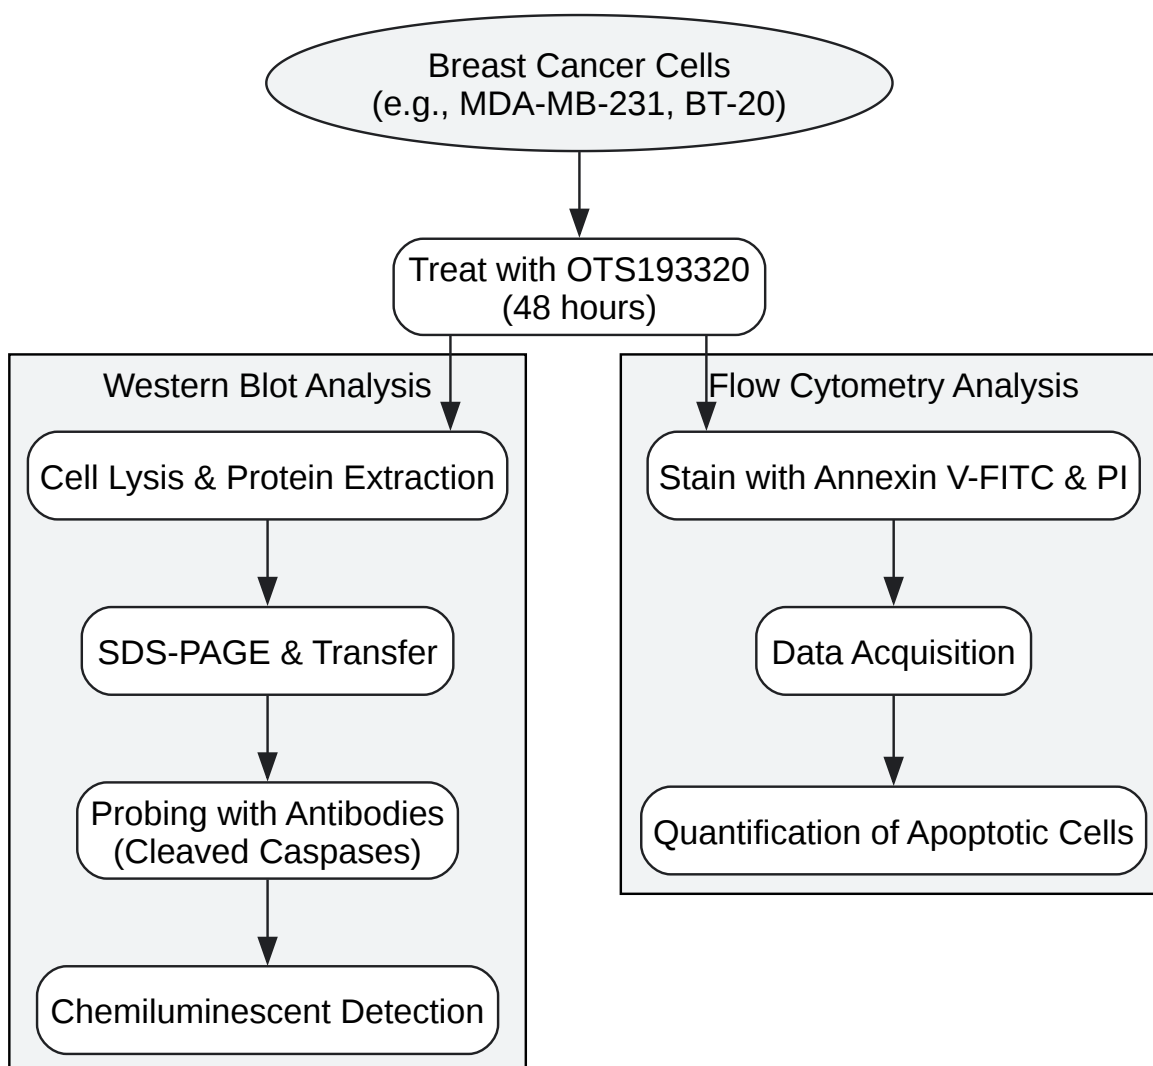 Breast Cancer Cells
(e.g., MDA-MB-231, BT-20)
Treat with OTS193320
(48 hours)
Western Blot Analysis
Cell Lysis & Protein Extraction
SDS-PAGE & Transfer
Probing with Antibodies
(Cleaved Caspases)
Chemiluminescent Detection
Flow Cytometry Analysis
Stain with Annexin V-FITC & PI
Data Acquisition
Quantification of Apoptotic Cells